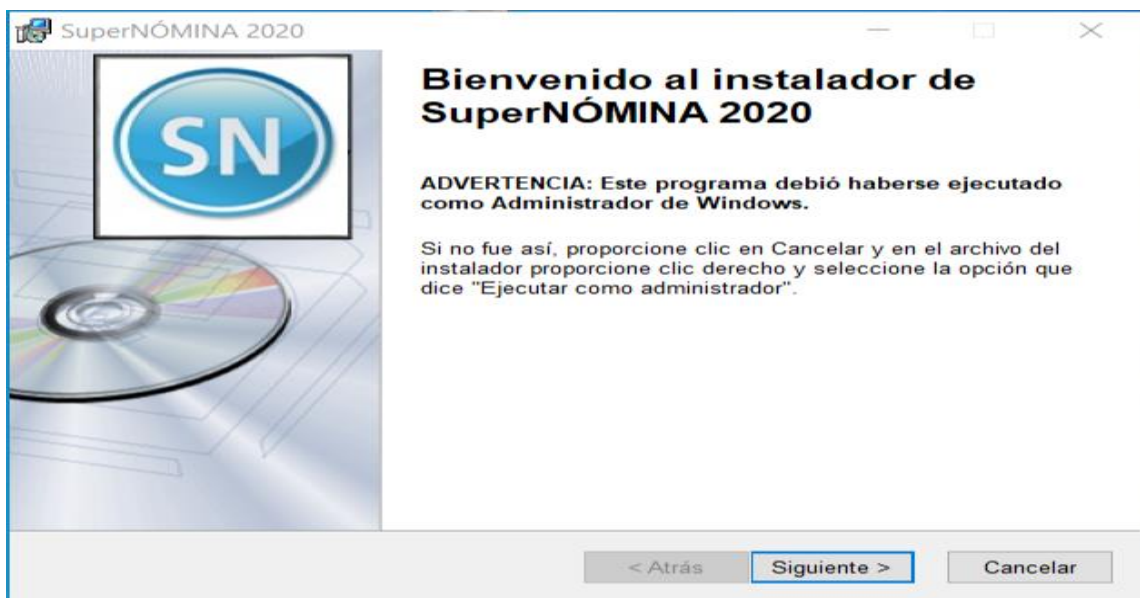 SuperNÓMINA 2020
SN
Bienvenido al instalador de
SuperNÓMINA 2020
ADVERTENCIA: Este programa debió haberse ejecutado
como Administrador de Windows.
Si no fue así, proporcione clic en Cancelar y en el archivo del
instalador proporcione clic derecho y seleccione la opción que
dice "Ejecutar como administrador".
< Atrás
Siguiente >
Cancelar